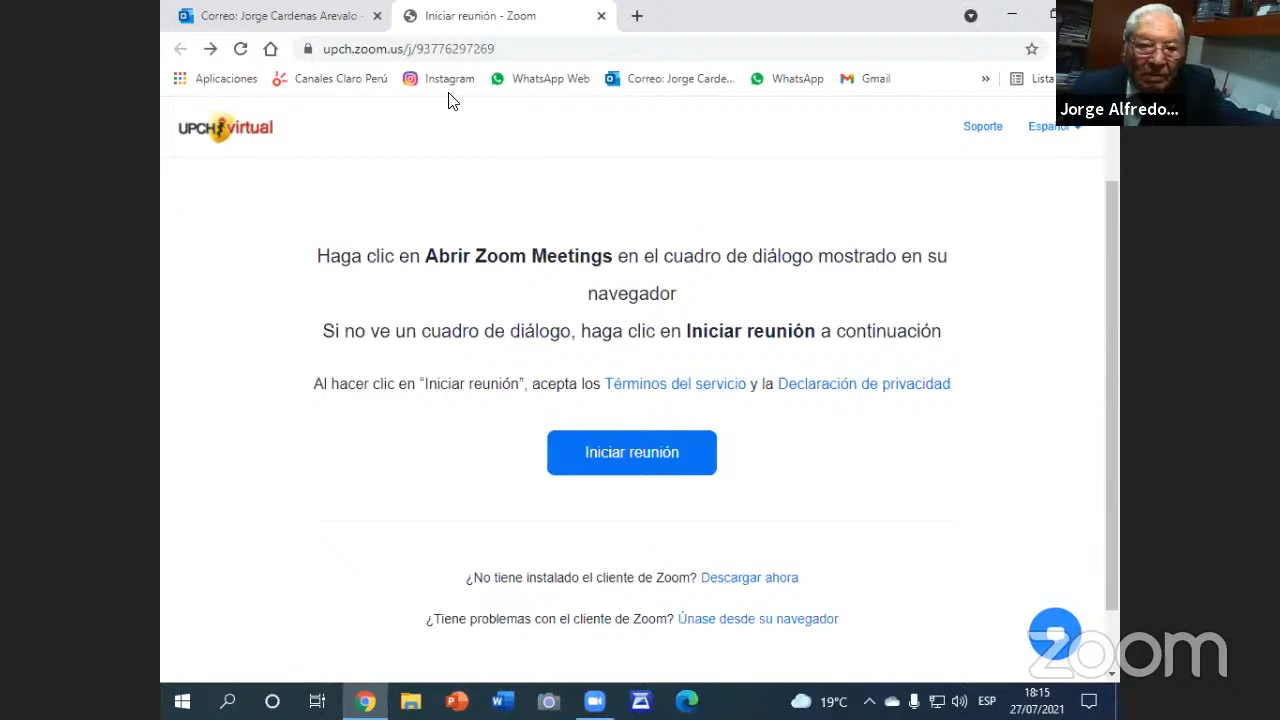 Correo: Jorge Cardenas Arevalo -
Iniciar reunión - Zoom
upch.zoom.us/j/93776297269
Aplicaciones
Canales Claro Perú
Instagram
WhatsApp Web
Correo: Jorge Carde...
WhatsApp
Gmail
»
Lista
Jorge Alfredo...
UPCH virtual
Soporte
Español
Haga clic en Abrir Zoom Meetings en el cuadro de diálogo mostrado en su
navegador
Si no ve un cuadro de diálogo, haga clic en Iniciar reunión a continuación
Al hacer clic en “Iniciar reunión”, acepta los Términos del servicio y la Declaración de privacidad
Iniciar reunión
¿No tiene instalado el cliente de Zoom? Descargar ahora
¿Tiene problemas con el cliente de Zoom? Únase desde su navegador
zoom
19°C
ESP
18:15
27/07/2021